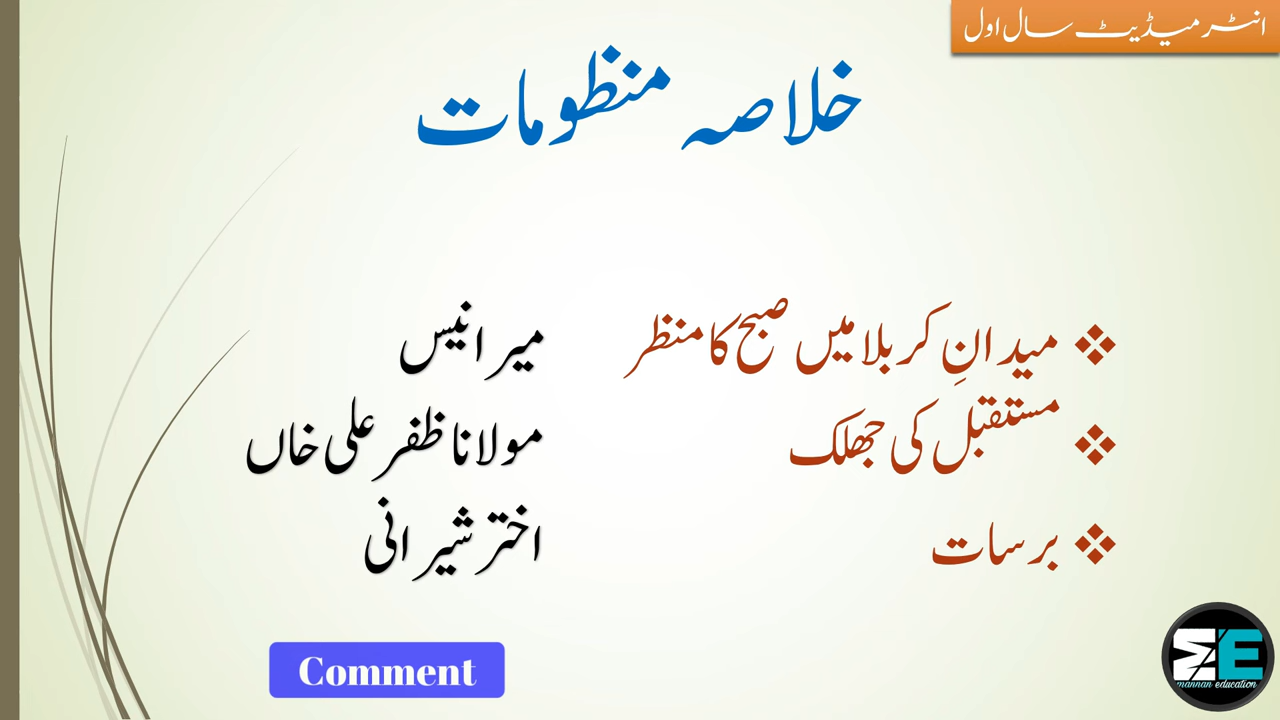 انٹرمیڈیٹ سال اول
خلاصہ منظومات
میدانِ کربلا میں صبح کا منظر میر انیس
مستقبل کی جھلک مولانا ظفر علی خاں
برسات اختر شیرانی
Comment
mannan education